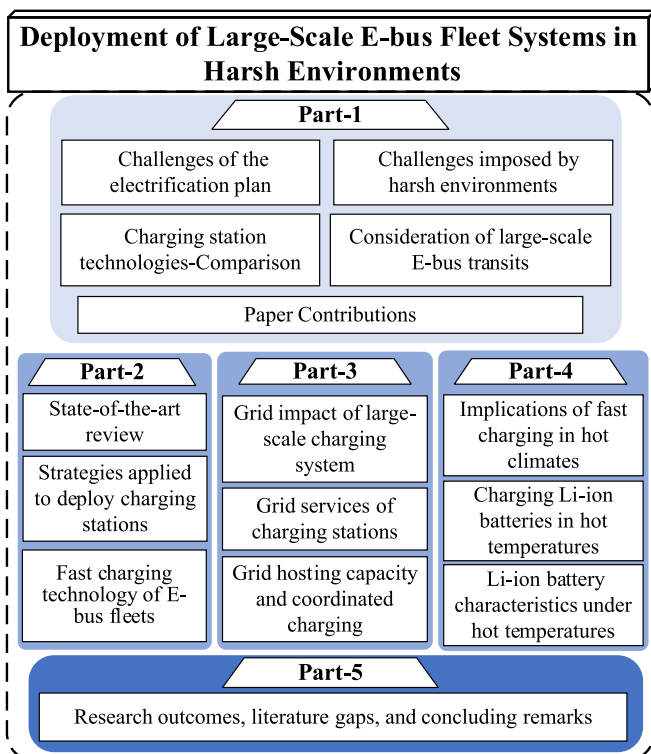 Deployment of Large-Scale E-bus Fleet Systems in
Harsh Environments
Part-1
Challenges of the
electrification plan
Challenges imposed by
harsh environments
Charging station
technologies-Comparison
Consideration of large-scale
E-bus transits
Paper Contributions
Part-2
State-of-the-art
review
Strategies applied
to deploy charging
stations
Fast charging
technology of E-
bus fleets
Part-3
Grid impact of large-
scale charging
system
Grid services of
charging stations
Grid hosting capacity
and coordinated
charging
Part-4
Implications of fast
charging in hot
climates
Charging Li-ion
batteries in hot
temperatures
Li-ion battery
characteristics under
hot temperatures
Part-5
Research outcomes, literature gaps, and concluding remarks